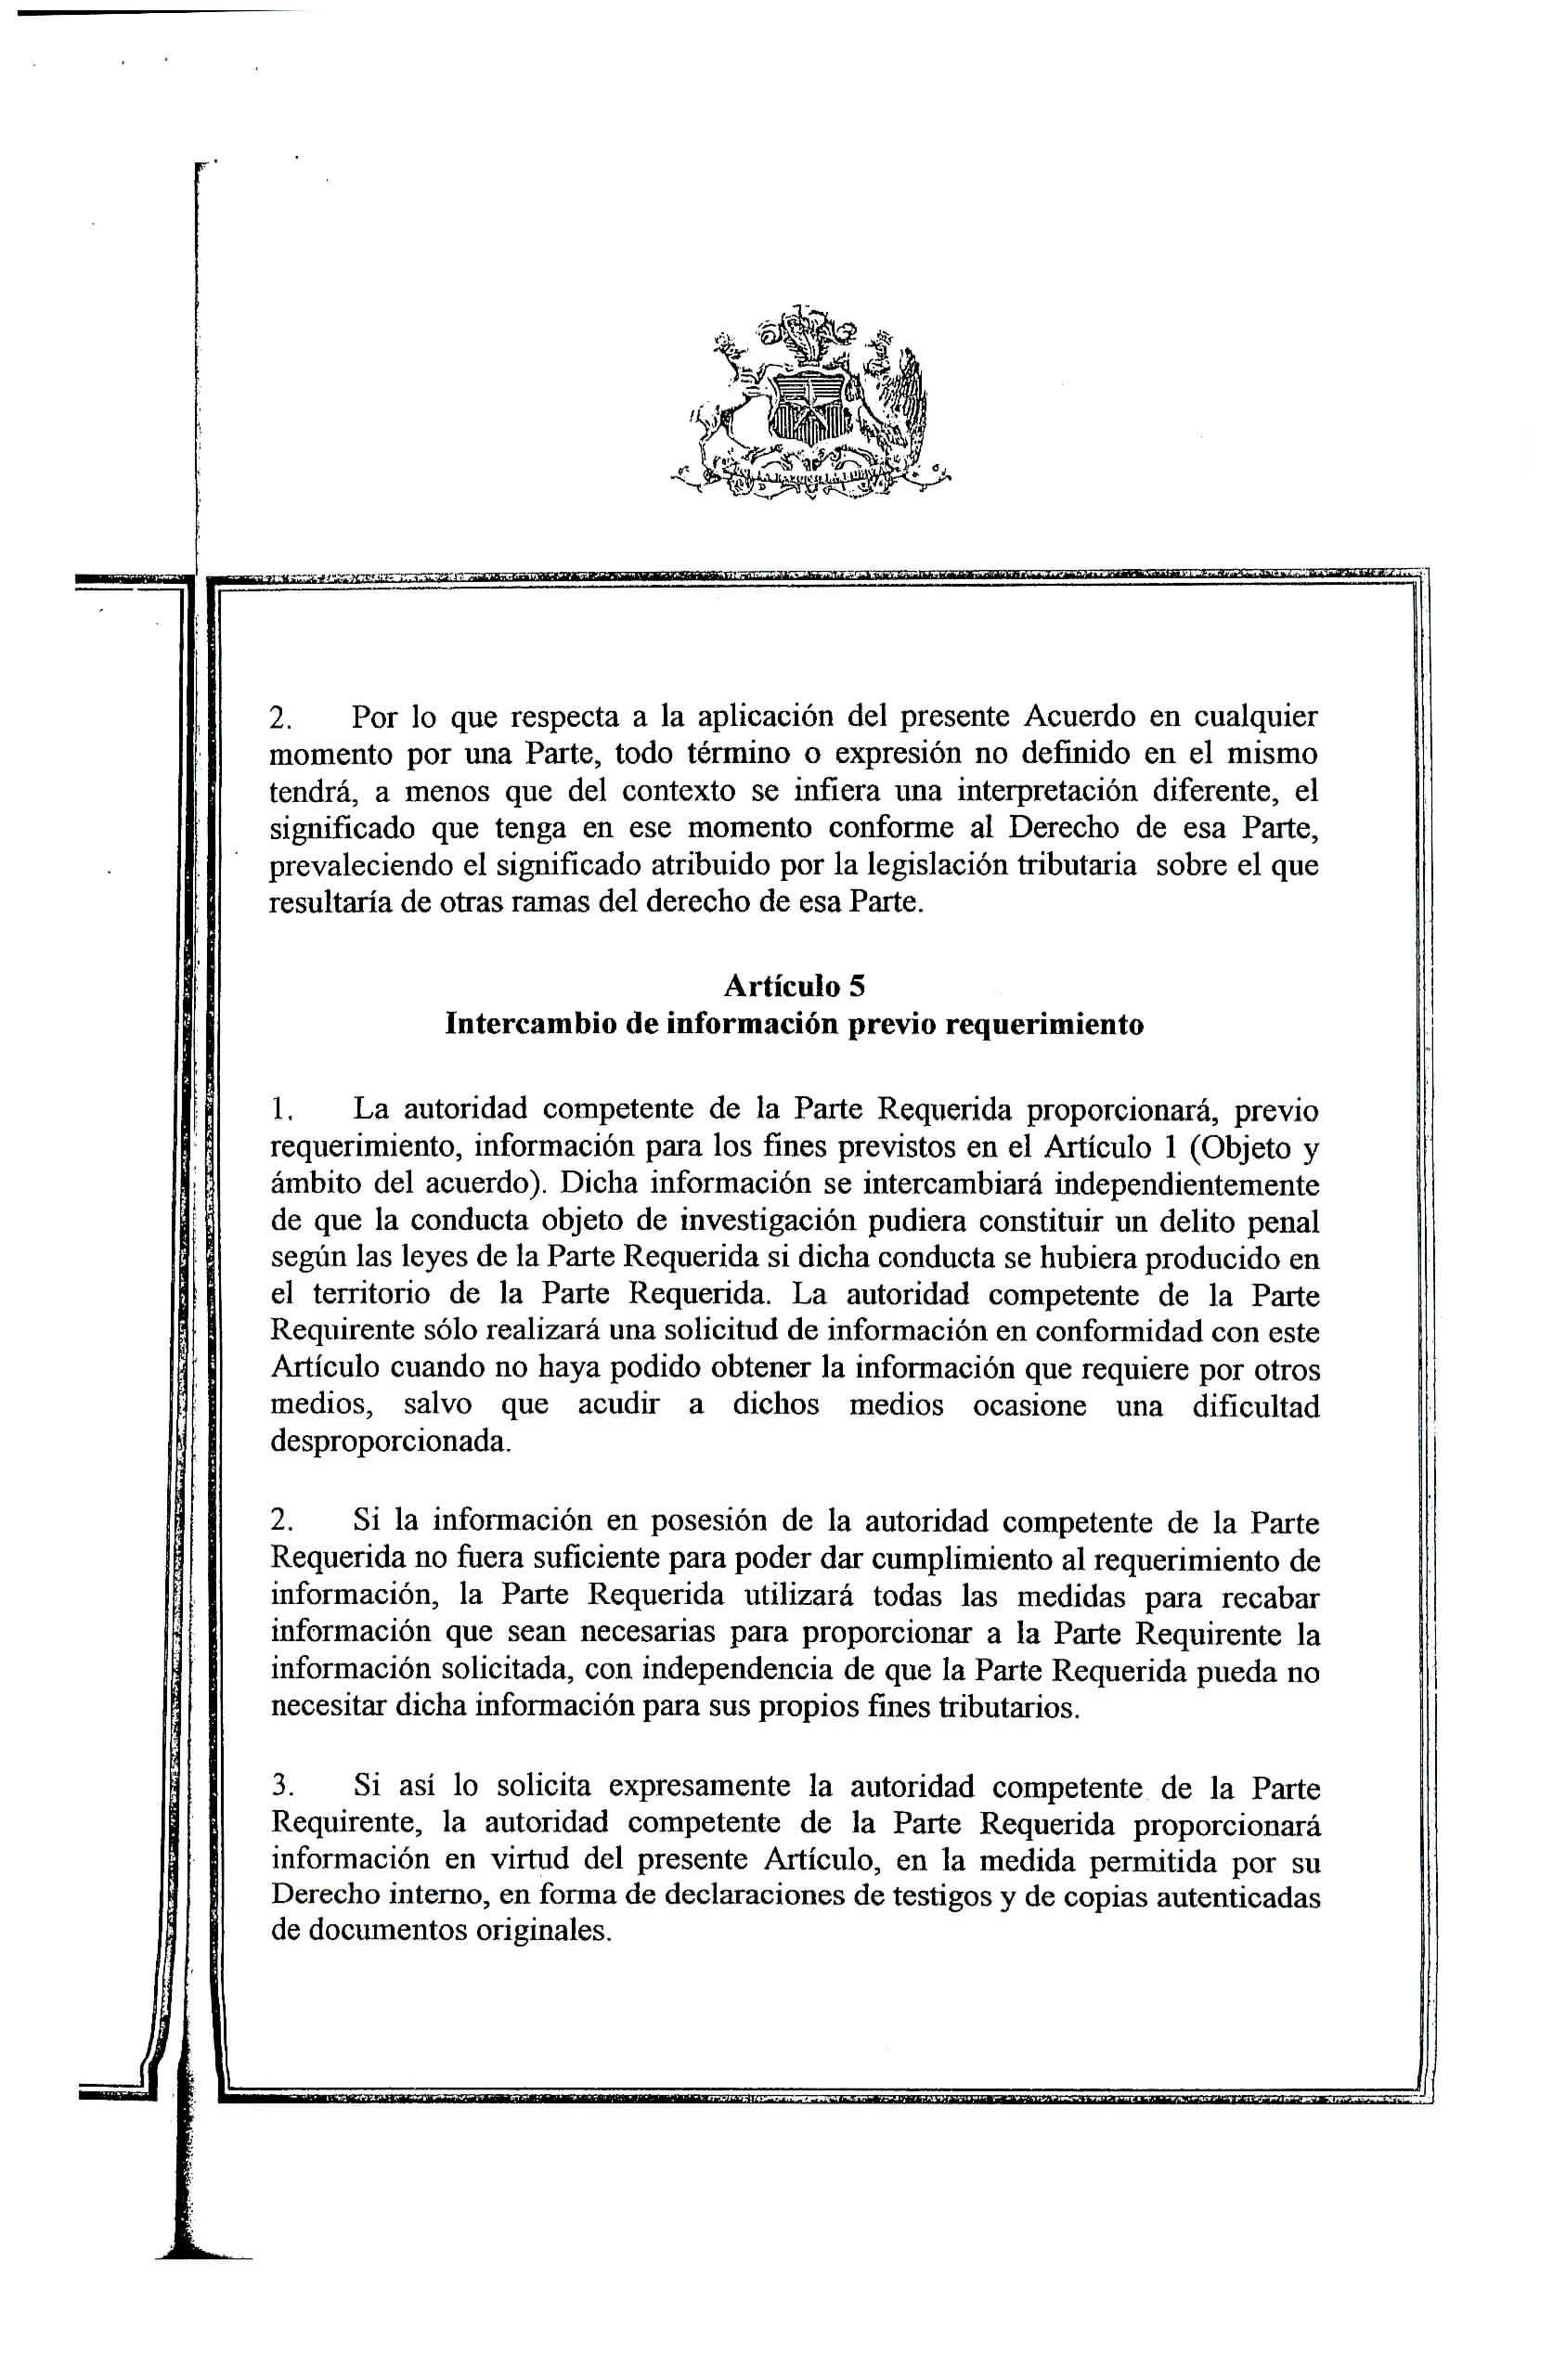 2. Por lo que respecta a la aplicación del presente Acuerdo en cualquier
momento por una Parte, todo término o expresión no definido en el mismo
tendrá, a menos que del contexto se infiera una interpretación diferente, el
significado que tenga en ese momento conforme al Derecho de esa Parte,
prevaleciendo el significado atribuido por la legislación tributaria sobre el que
resultaría de otras ramas del derecho de esa Parte.
Artículo 5
Intercambio de información previo requerimiento
1. La autoridad competente de la Parte Requerida proporcionará, previo
requerimiento, información para los fines previstos en el Artículo 1 (Objeto y
ámbito del acuerdo). Dicha información se intercambiará independientemente
de que la conducta objeto de investigación pudiera constituir un delito penal
según las leyes de la Parte Requerida si dicha conducta se hubiera producido en
el territorio de la Parte Requerida. La autoridad competente de la Parte
Requirente sólo realizará una solicitud de información en conformidad con este
Artículo cuando no haya podido obtener la información que requiere por otros
medios, salvo que acudir a dichos medios ocasione una dificultad
desproporcionada.
2. Si la información en posesión de la autoridad competente de la Parte
Requerida no fuera suficiente para poder dar cumplimiento al requerimiento de
información, la Parte Requerida utilizará todas las medidas para recabar
información que sean necesarias para proporcionar a la Parte Requirente la
información solicitada, con independencia de que la Parte Requerida pueda no
necesitar dicha información para sus propios fines tributarios.
3. Si así lo solicita expresamente la autoridad competente de la Parte
Requirente, la autoridad competente de la Parte Requerida proporcionará
información en virtud del presente Artículo, en la medida permitida por su
Derecho interno, en forma de declaraciones de testigos y de copias autenticadas
de documentos originales.